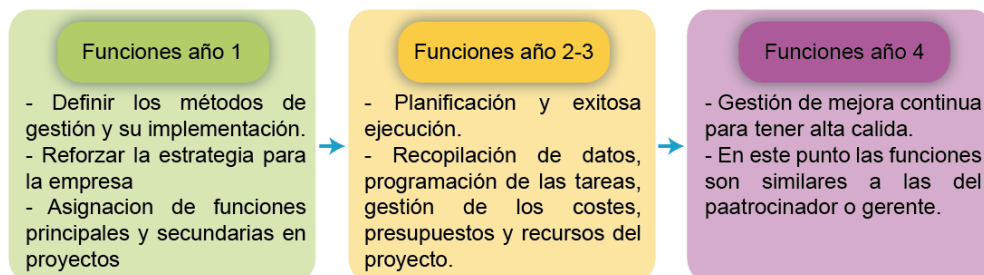 Funciones año 1
- Definir los métodos de
gestión y su implementación.
- Reforzar la estrategia para
la empresa
- Asignacion de funciones
principales y secundarias en
proyectos
Funciones año 2-3
- Planificación y exitosa
ejecución.
- Recopilación de datos,
programación de las tareas,
gestión de los costes,
presupuestos y recursos del
proyecto.
Funciones año 4
- Gestión de mejora continua
para tener alta calida.
- En este punto las funciones
son similares a las del
paatrocinador o gerente.